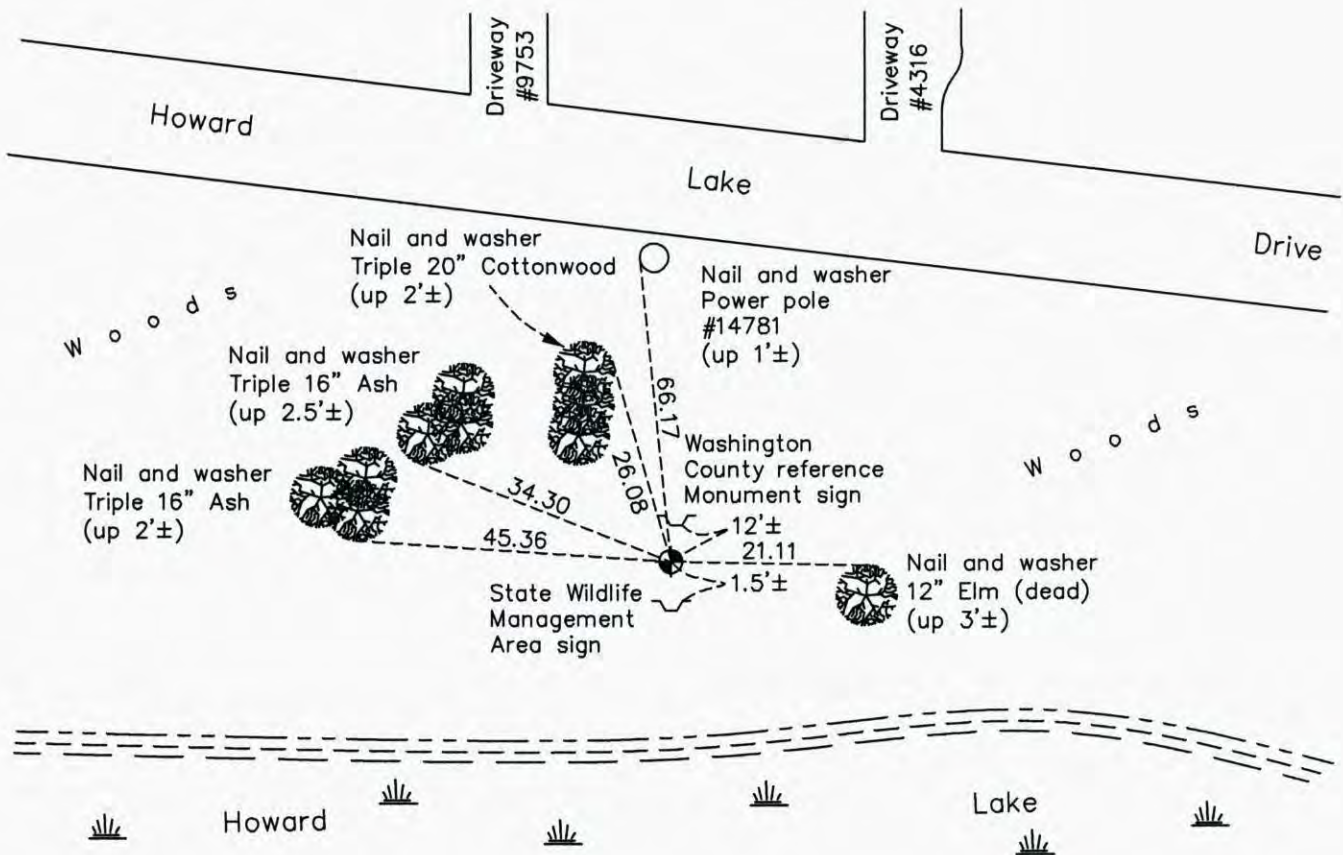 Driveway
#9753
Driveway
#4316
Howard
Lake
Drive
Nail and washer
Triple 20" Cottonwood
(up 2'±)
Nail and washer
Power pole
#14781
(up 1'±)
Woods
Nail and washer
Triple 16" Ash
(up 2.5'±)
Woods
Nail and washer
Triple 16" Ash
(up 2'±)
66.17
26.08
34.30
45.36
Washington
County reference
Monument sign
12'±
21.11
1.5'±
State Wildlife
Management
Area sign
Nail and washer
12" Elm (dead)
(up 3'±)
Howard
Lake